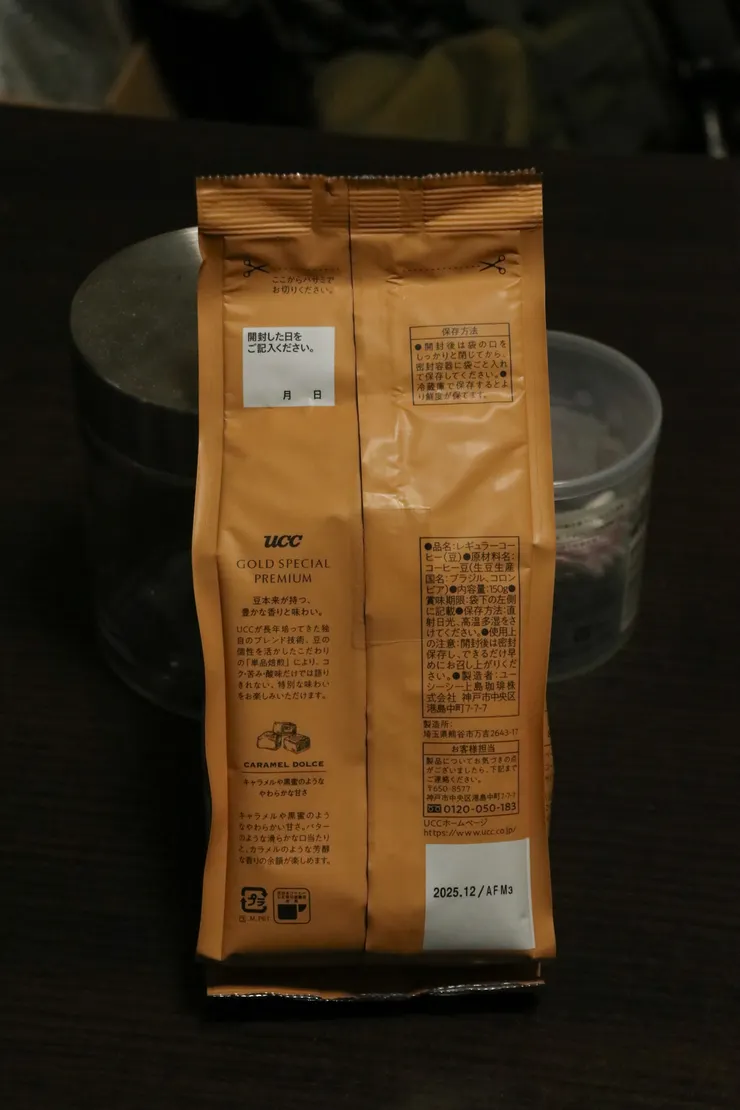 ここからハサミで
お切りください。
開封した日を
ご記入ください。
月　日
UCC
GOLD SPECIAL
PREMIUM
豆本来が持つ、
豊かな香りと味わい。
UCCが長年培ってきた独
自のブレンド技術、豆の
個性を活かしたこだわり
の「単品焙煎」により、コ
ク・苦み・酸味だけでは語り
きれない、特別な味わい
をお楽しみいただけます。
CARAMEL DOLCE
キャラメルや黒蜜のような
やわらかな甘さ
キャラメルや黒蜜のよ
うなやわらかい甘さ。バター
のような滑らかな口当たり
と、カラメルのような芳醇
な香りの余韻が楽しめます。
プラ
保存方法
●開封後は袋の口を
しっかりと閉じてから、
密封容器に袋ごと入れ
て保存してください。●
冷蔵庫で保存するとよ
り鮮度が保てます。
●品名:レギュラーコー
ヒー(豆)●原材料名:
コーヒー豆(生豆生産
国名:ブラジル、コロン
ビア)●内容量:150g●
賞味期限:袋下の左側
に記載●保存方法:直
射日光、高温多湿をさ
けてください。●使用上
の注意:開封後は密封
保存し、できるだけ早
めにお召し上がりくださ
い。●製造者:ユー
シーシー上島珈琲株
式会社 神戸市中央区
港島中町7-7-7
製造所:
埼玉県熊谷市万吉2643-17
お客様担当
製品についてお気づきの点
がございましたら、下記まで
ご連絡ください。
〒650-8577
神戸市中央区港島中町7-7-7
0120-050-183
UCCホームページ
https://www.ucc.co.jp/
2025.12/AFM3